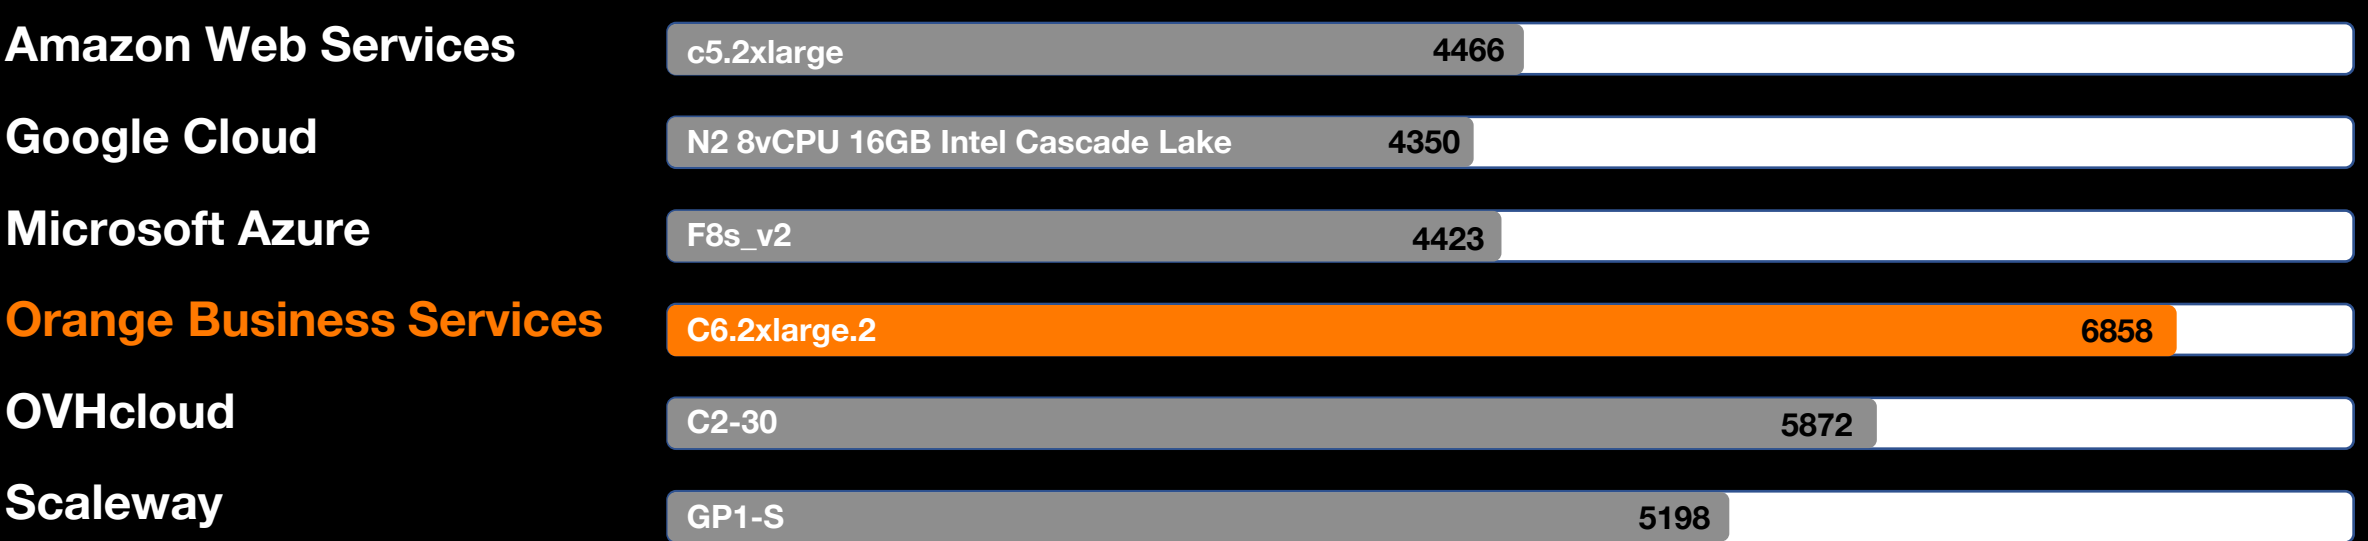 Amazon Web Services
c5.2xlarge 4466
Google Cloud
N2 8vCPU 16GB Intel Cascade Lake 4350
Microsoft Azure
F8s_v2 4423
Orange Business Services
C6.2xlarge.2 6858
OVHcloud
C2-30 5872
Scaleway
GP1-S 5198